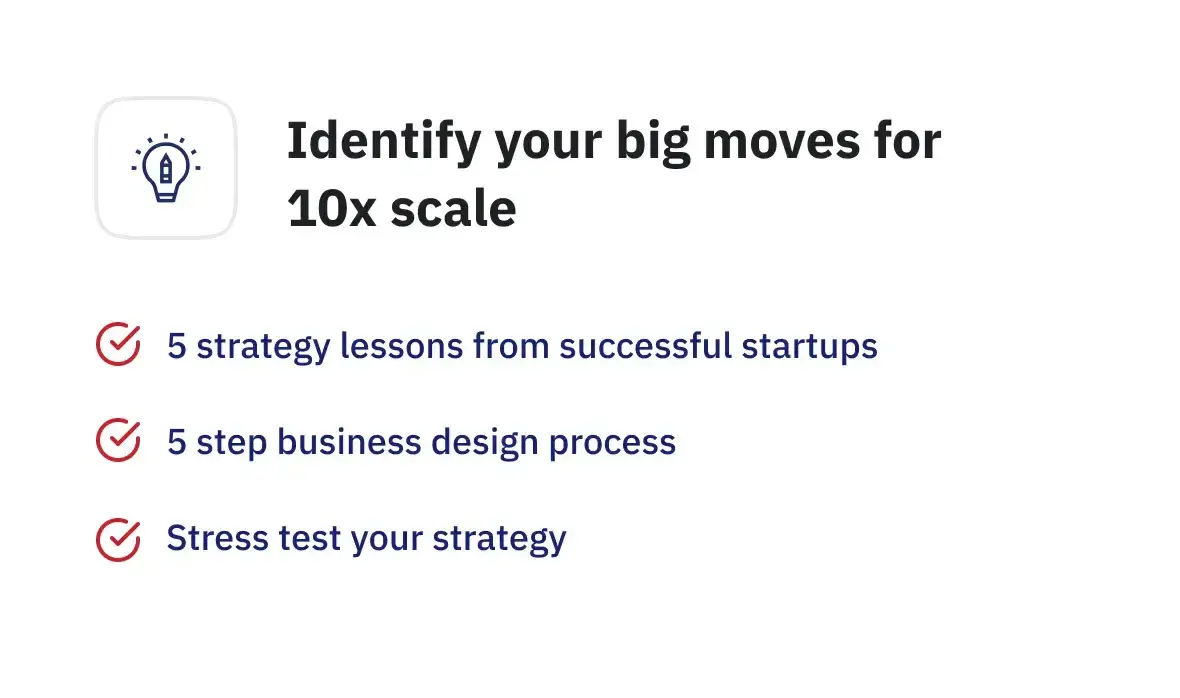 Identify your big moves for
10x scale
5 strategy lessons from successful startups
5 step business design process
Stress test your strategy